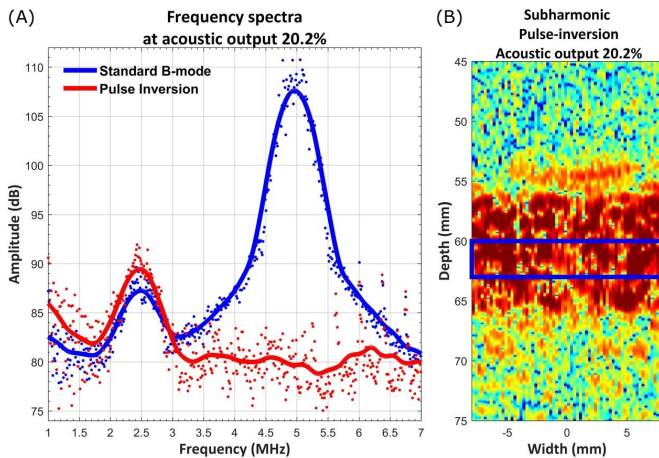 (A)
Frequency spectra
at acoustic output 20.2%
Standard B-mode
Pulse Inversion
110
105
100
95
90
85
80
75
Amplitude (dB)
1 1.5 2 2.5 3 3.5 4 4.5 5 5.5 6 6.5 7
Frequency (MHz)
(B)
Subharmonic
Pulse-inversion
Acoustic output 20.2%
45
50
55
60
65
70
75
Depth (mm)
-5 0 5
Width (mm)